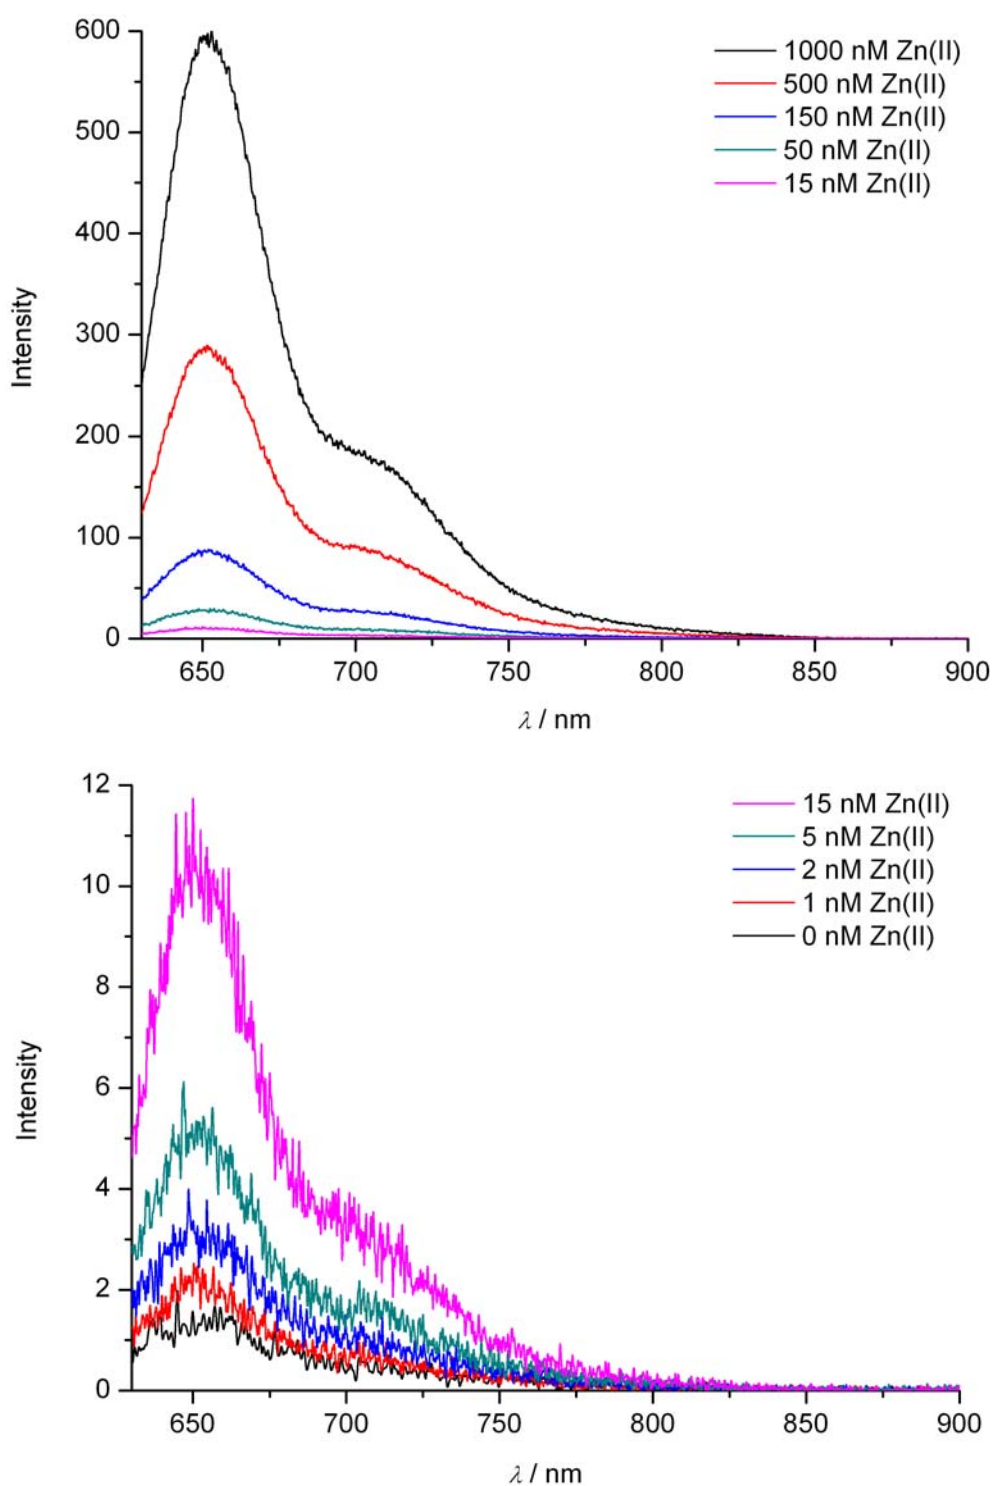 600
500
400
300
200
100
0
Intensity
1000 nM Zn(II)
500 nM Zn(II)
150 nM Zn(II)
50 nM Zn(II)
15 nM Zn(II)
650 700 750 800 850 900
λ / nm
12
10
8
6
4
2
0
Intensity
15 nM Zn(II)
5 nM Zn(II)
2 nM Zn(II)
1 nM Zn(II)
0 nM Zn(II)
650 700 750 800 850 900
λ / nm